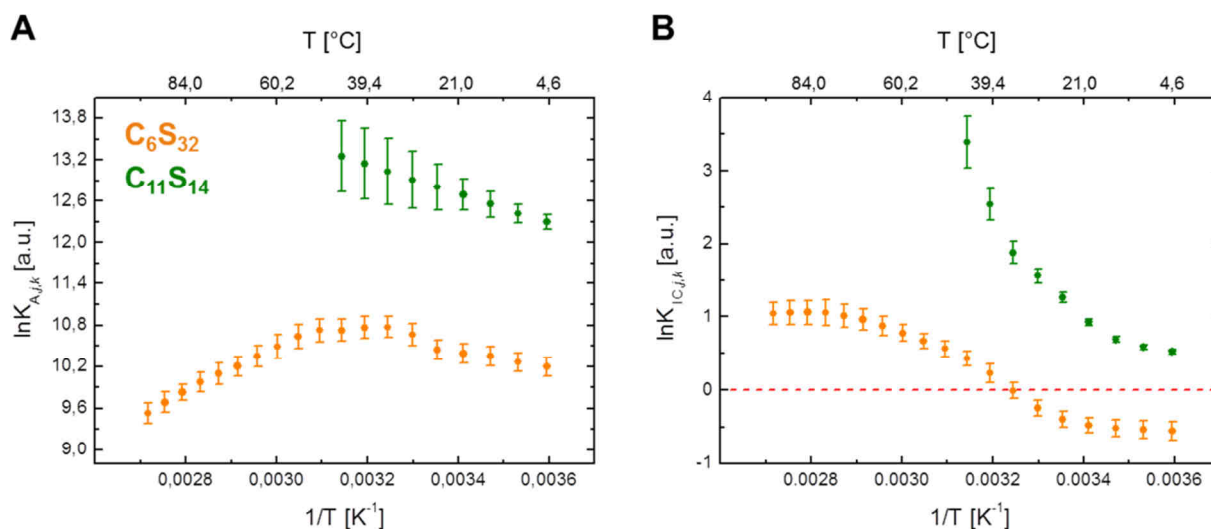 A
T [°C]
84,0 60,2 39,4 21,0 4,6
13,8
13,2
12,6
12,0
11,4
10,8
10,2
9,6
9,0
lnK_A,j,k [a.u.]
C₆S₃₂
C₁₁S₁₄
0,0028 0,0030 0,0032 0,0034 0,0036
1/T [K⁻¹]
B
T [°C]
84,0 60,2 39,4 21,0 4,6
4
3
2
1
0
-1
lnK_IC,j,k [a.u.]
0.0028 0.0030 0.0032 0.0034 0.0036
1/T [K⁻¹]